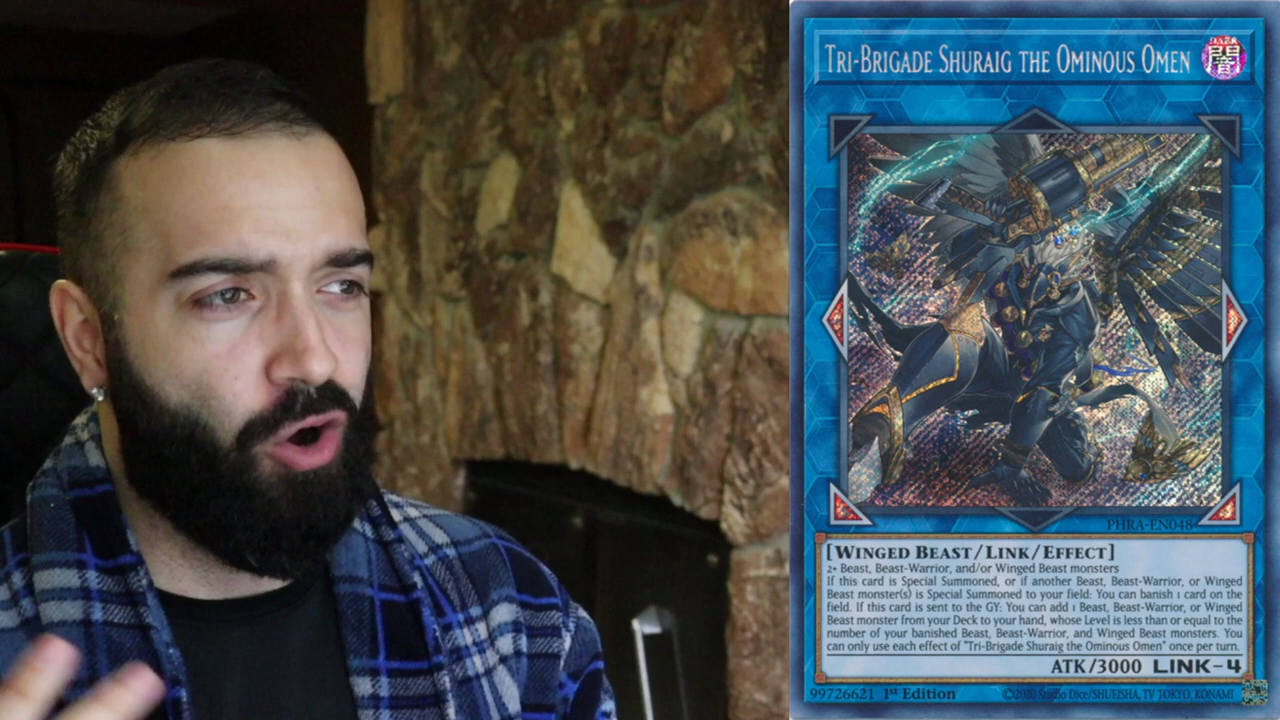 TRI-BRIGADE SHURAIG THE OMINOUS OMEN
闇
PHRA-EN048
[WINGED BEAST/LINK/EFFECT]
2+ Beast, Beast-Warrior, and/or Winged Beast monsters
If this card is Special Summoned, or if another Beast, Beast-Warrior, or Winged
Beast monster(s) is Special Summoned to your field: You can banish 1 card on the
field. If this card is sent to the GY: You can add 1 Beast, Beast-Warrior, or Winged
Beast monster from your Deck to your hand, whose Level is less than or equal to the
number of your banished Beast, Beast-Warrior, and Winged Beast monsters. You
can only use each effect of "Tri-Brigade Shuraig the Ominous Omen" once per turn.
ATK/3000 LINK-4
99726621 1st Edition ©2020 Studio Dice/SHUEISHA, TV TOKYO, KONAMI